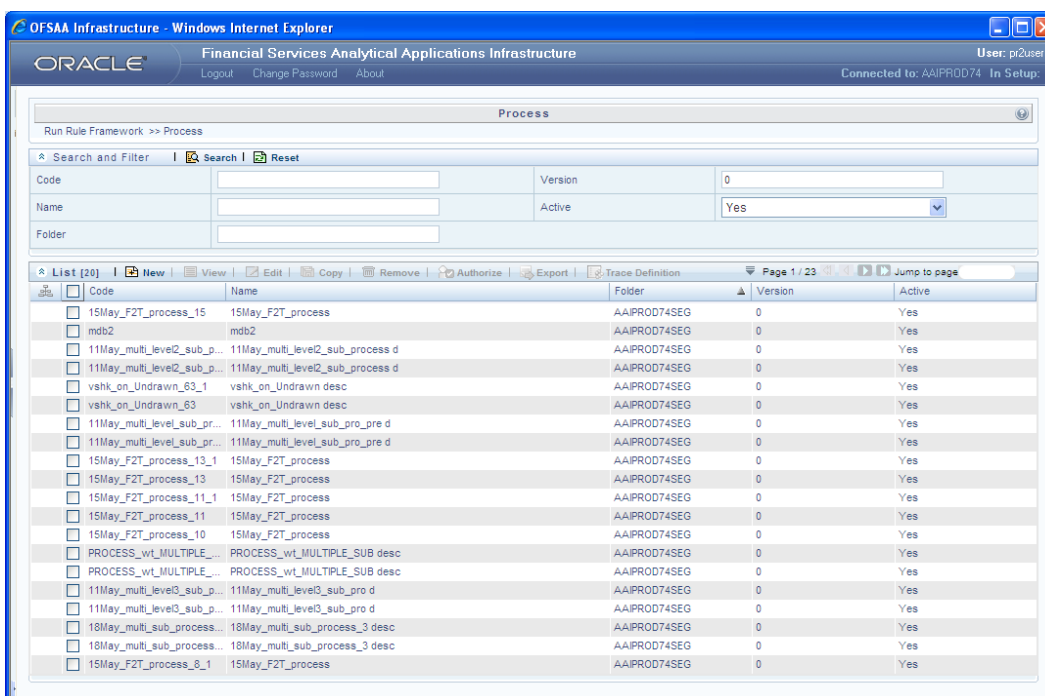 OFSAA Infrastructure - Windows Internet Explorer
ORACLE Financial Services Analytical Applications Infrastructure User: pr2user
Logout Change Password About Connected to: AAIPROD74 In Setup:
Process
Run Rule Framework >> Process
Search and Filter | Search | Reset
Code Version 0
Name Active Yes
Folder
List [20] | New | View | Edit | Copy | Remove | Authorize | Export | Trace Definition Page 1 / 23 Jump to page
Code Name Folder Version Active
15May_F2T_process_15 15May_F2T_process AAIPROD74SEG 0 Yes
mdb2 mdb2 AAIPROD74SEG 0 Yes
11May_multi_level2_sub_p... 11May_multi_level2_sub_process d AAIPROD74SEG 0 Yes
11May_multi_level2_sub_p... 11May_multi_level2_sub_process d AAIPROD74SEG 0 Yes
vshk_on_Undrawn_63_1 vshk_on_Undrawn desc AAIPROD74SEG 0 Yes
vshk_on_Undrawn_63 vshk_on_Undrawn desc AAIPROD74SEG 0 Yes
11May_multi_level_sub_pr... 11May_multi_level_sub_pro_pre d AAIPROD74SEG 0 Yes
11May_multi_level_sub_pr... 11May_multi_level_sub_pro_pre d AAIPROD74SEG 0 Yes
15May_F2T_process_13_1 15May_F2T_process AAIPROD74SEG 0 Yes
15May_F2T_process_13 15May_F2T_process AAIPROD74SEG 0 Yes
15May_F2T_process_11_1 15May_F2T_process AAIPROD74SEG 0 Yes
15May_F2T_process_11 15May_F2T_process AAIPROD74SEG 0 Yes
15May_F2T_process_10 15May_F2T_process AAIPROD74SEG 0 Yes
PROCESS_wt_MULTIPLE_... PROCESS_wt_MULTIPLE_SUB desc AAIPROD74SEG 0 Yes
PROCESS_wt_MULTIPLE_... PROCESS_wt_MULTIPLE_SUB desc AAIPROD74SEG 0 Yes
11May_multi_level3_sub_p... 11May_multi_level3_sub_pro d AAIPROD74SEG 0 Yes
11May_multi_level3_sub_p... 11May_multi_level3_sub_pro d AAIPROD74SEG 0 Yes
18May_multi_sub_process... 18May_multi_sub_process_3 desc AAIPROD74SEG 0 Yes
18May_multi_sub_process... 18May_multi_sub_process_3 desc AAIPROD74SEG 0 Yes
15May_F2T_process_8_1 15May_F2T_process AAIPROD74SEG 0 Yes